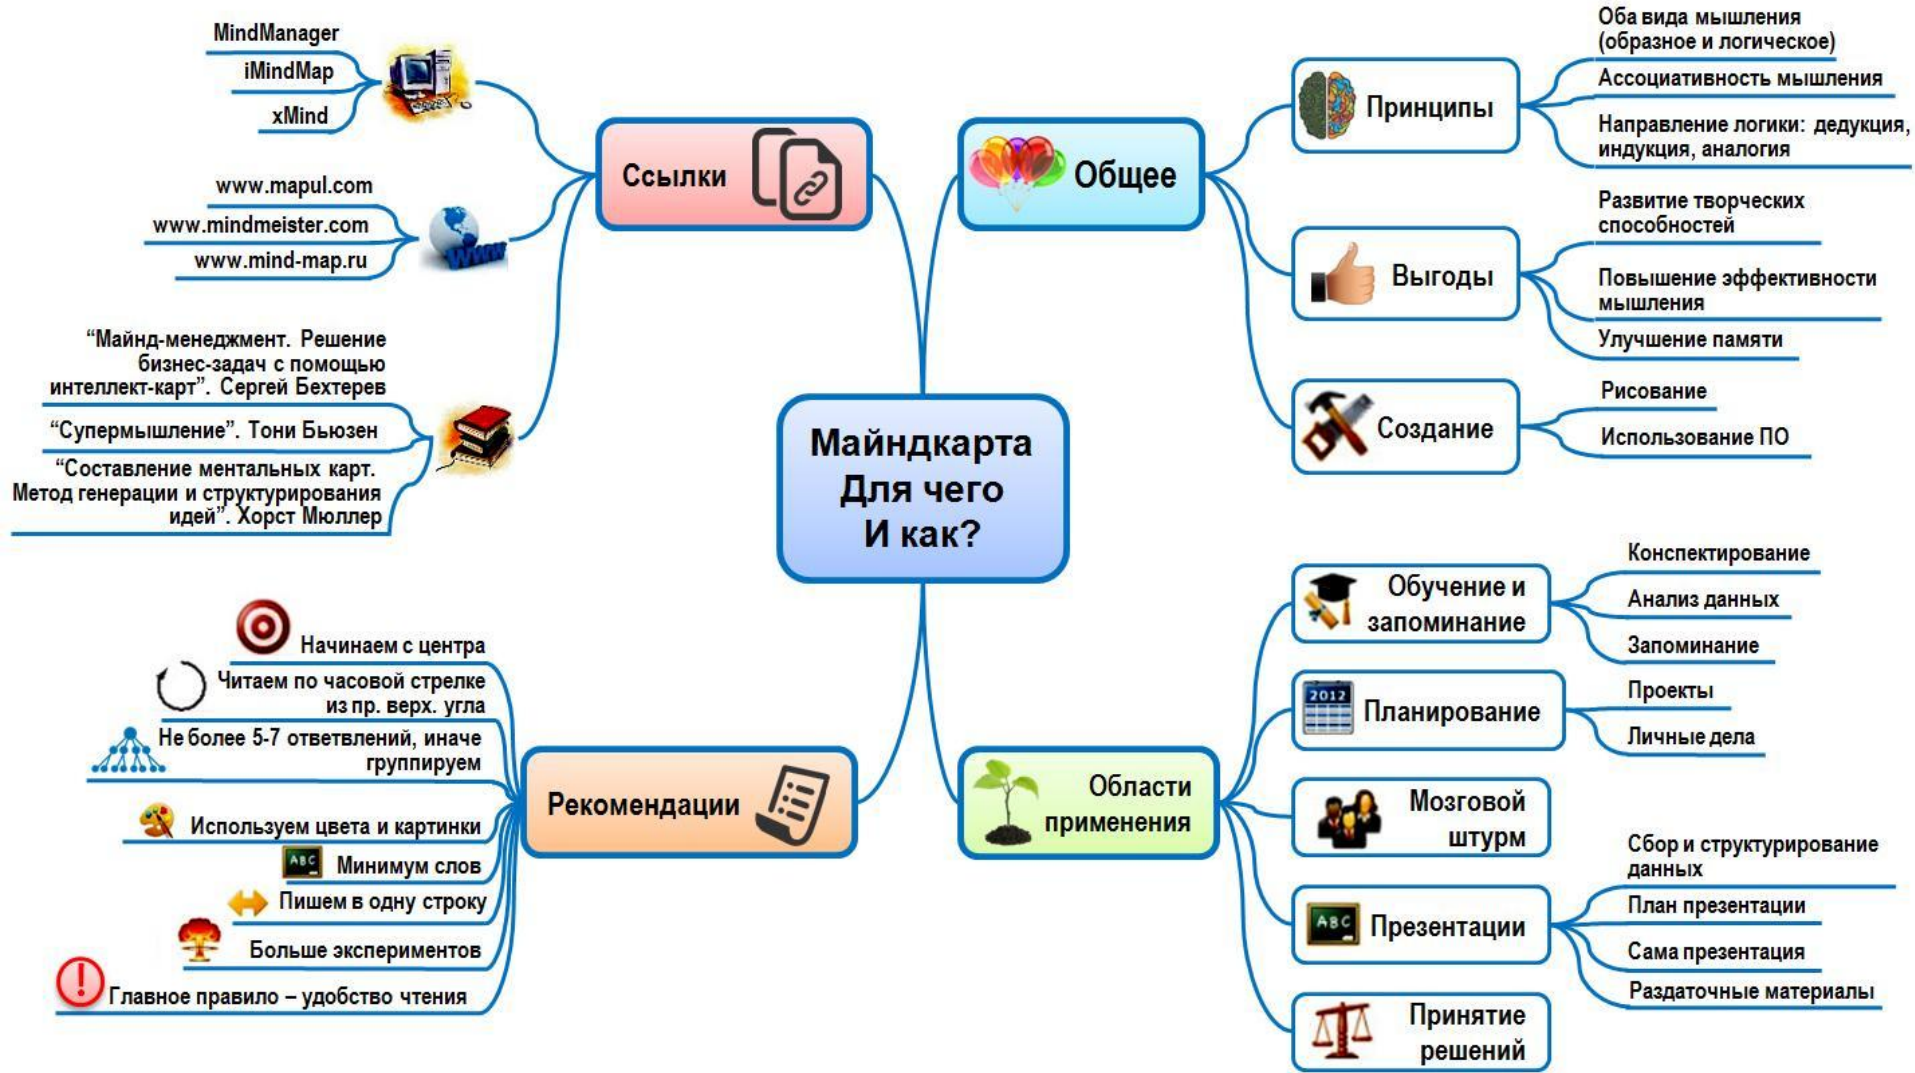 Майндкарта
Для чего
И как?
Общее
Принципы
Оба вида мышления
(образное и логическое)
Ассоциативность мышления
Направление логики: дедукция,
индукция, аналогия
Выгоды
Развитие творческих
способностей
Повышение эффективности
мышления
Улучшение памяти
Создание
Рисование
Использование ПО
Области
применения
Обучение и
запоминание
Конспектирование
Анализ данных
Запоминание
2012
Планирование
Проекты
Личные дела
Мозговой
штурм
ABC
Презентации
Сбор и структурирование
данных
План презентации
Сама презентация
Раздаточные материалы
Принятие
решений
Рекомендации
Начинаем с центра
Читаем по часовой стрелке
из пр. верх. угла
Не более 5-7 ответвлений, иначе
группируем
Используем цвета и картинки
ABC
Минимум слов
Пишем в одну строку
Больше экспериментов
Главное правило – удобство чтения
Ссылки
MindManager
iMindMap
xMind
www.mapul.com
www.mindmeister.com
www.mind-map.ru
Www
“Майнд-менеджмент. Решение
бизнес-задач с помощью
интеллект-карт”. Сергей Бехтерев
“Супермышление”. Тони Бьюзен
“Составление ментальных карт.
Метод генерации и структурирования
идей”. Хорст Мюллер